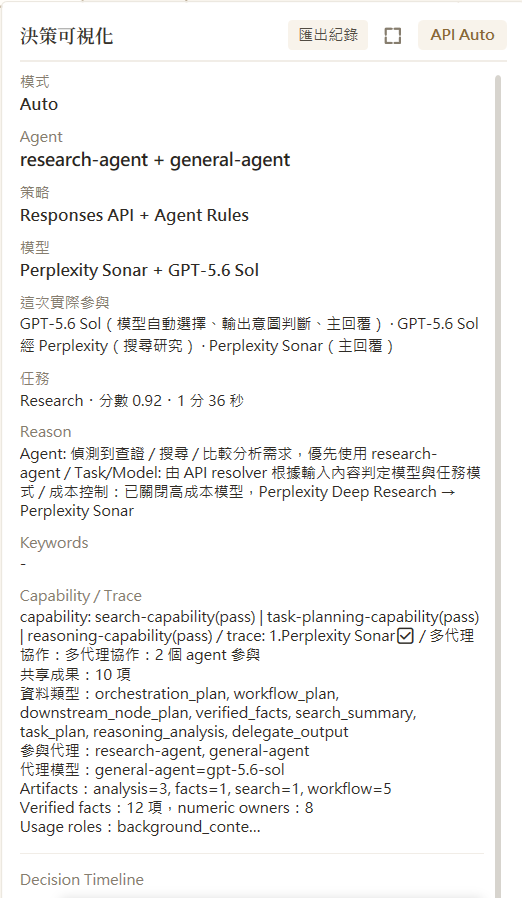 決策可視化
匯出紀錄
API Auto
模式
Auto
Agent
research-agent + general-agent
策略
Responses API + Agent Rules
模型
Perplexity Sonar + GPT-5.6 Sol
這次實際參與
GPT-5.6 Sol（模型自動選擇、輸出意圖判斷、主回覆）· GPT-5.6 Sol
經 Perplexity（搜尋研究）· Perplexity Sonar（主回覆）
任務
Research · 分數 0.92 · 1 分 36 秒
Reason
Agent: 偵測到查證 / 搜尋 / 比較分析需求，優先使用 research-
agent / Task/Model: 由 API resolver 根據輸入內容判定模型與任務模
式 / 成本控制：已關閉高成本模型，Perplexity Deep Research →
Perplexity Sonar
Keywords
-
Capability / Trace
capability: search-capability(pass) | task-planning-capability(pass)
| reasoning-capability(pass) / trace: 1.Perplexity Sonar☑ / 多代理
協作：多代理協作：2 個 agent 參與
共享成果：10 項
資料類型：orchestration_plan, workflow_plan,
downstream_node_plan, verified_facts, search_summary,
task_plan, reasoning_analysis, delegate_output
參與代理：research-agent, general-agent
代理模型：general-agent=gpt-5.6-sol
Artifacts：analysis=3, facts=1, search=1, workflow=5
Verified facts：12 項，numeric owners：8
Usage roles：background_conte...
Decision Timeline